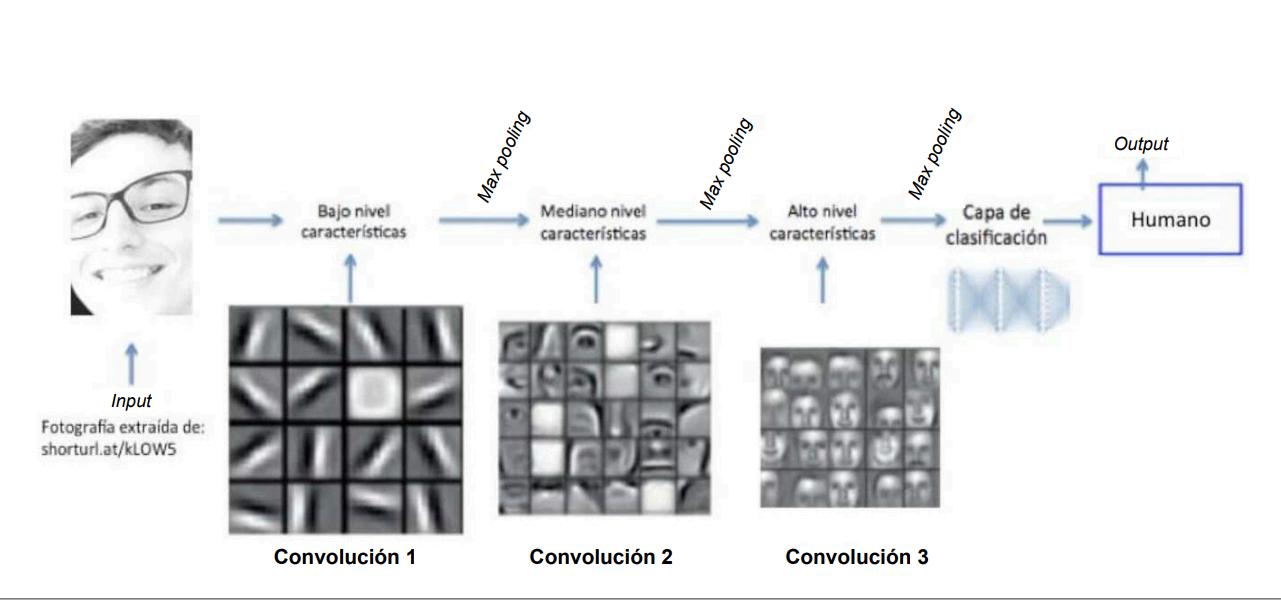 Input
Fotografía extraída de:
shorturl.at/kLOW5
Bajo nivel
características
Max pooling
Mediano nivel
características
Max pooling
Alto nivel
características
Max pooling
Capa de
clasificación
Output
Humano
Convolución 1
Convolución 2
Convolución 3